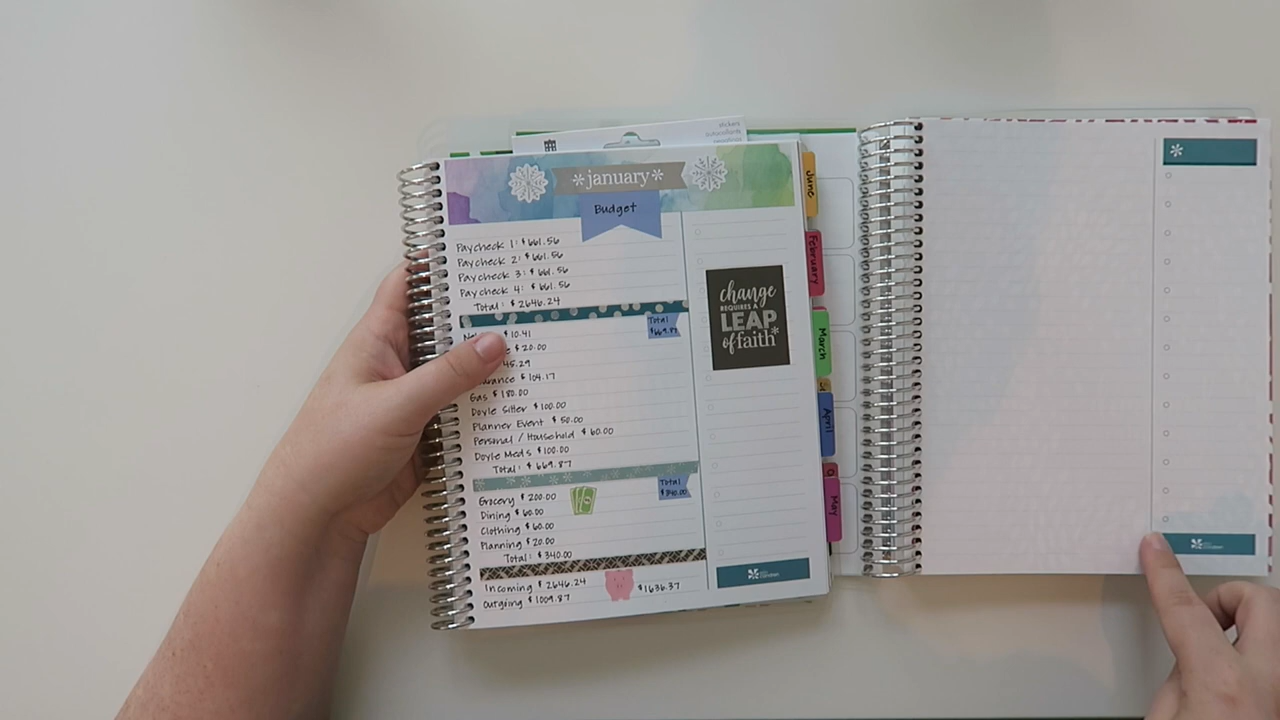 stickers
*january*
Budget
Paycheck 1: $661.56
Paycheck 2: $661.56
Paycheck 3: $661.56
Paycheck 4: $661.56
Total: $2646.24
Total
$669.87
$10.41
$20.00
45.29
$104.17
Gas $180.00
Doyle Sitter $100.00
Planner Event $50.00
Personal / Household $60.00
Doyle Meds $100.00
Total: $669.87
Total
$340.00
Grocery $200.00
Dining $60.00
Clothing $60.00
Planning $20.00
Total: $340.00
Incoming $2646.24
Outgoing $1009.87
$1636.37
change
REQUIRES A
LEAP
of faith*
June
February
March
April
May